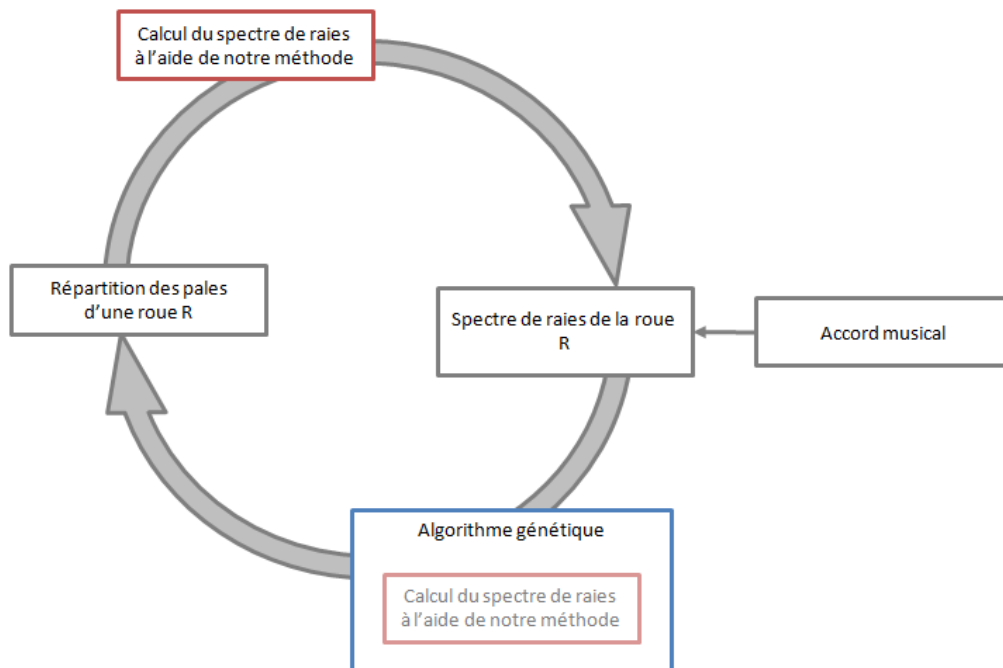 Calcul du spectre de raies
à l'aide de notre méthode
Répartition des pales
d'une roue R
Spectre de raies de la roue
R
Accord musical
Algorithme génétique
Calcul du spectre de raies
à l'aide de notre méthode